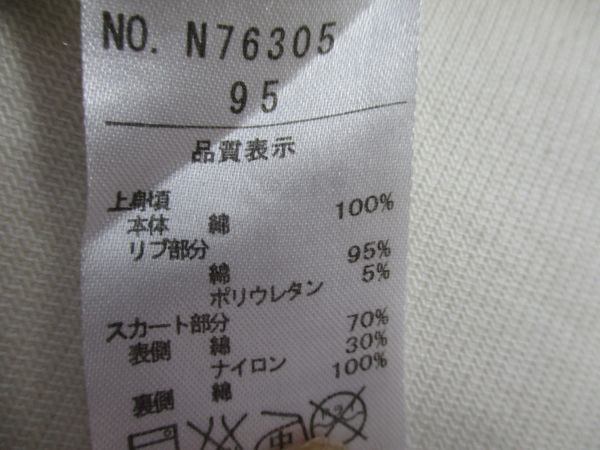 NO. N76305
95
品質表示
上身頃
本体 綿 100%
リブ部分
綿 95%
ポリウレタン 5%
スカート部分
表側 綿 70%
ナイロン 30%
裏側 綿 100%
中